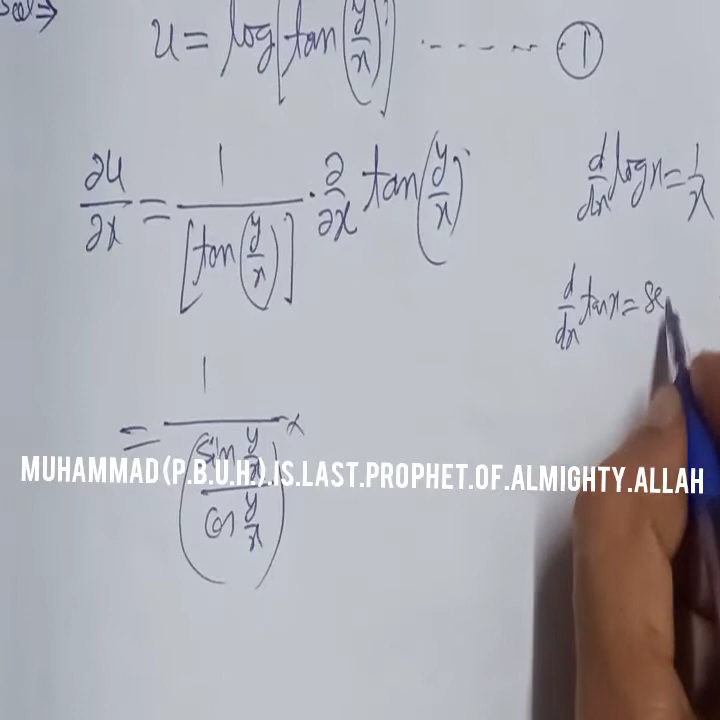 Sol ⇒
u = log[tan(y/x)] ------- ①
∂u/∂x = 1/[tan(y/x)] · ∂/∂x tan(y/x)
d/dx log x = 1/x
d/dx tan x = se
= 1/(sin y/x / cos y/x) ×
MUHAMMAD (P.B.U.H.).IS.LAST.PROPHET.OF.ALMIGHTY.ALLAH